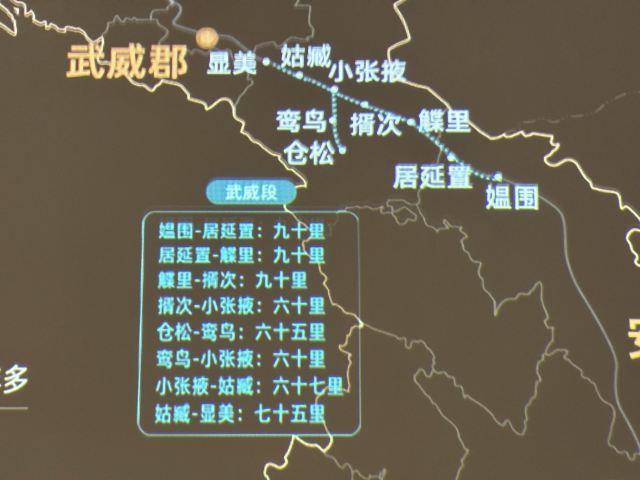 武威郡
显美
姑臧
小张掖
鸾鸟
揟次
觻里
仓松
居延置
媪围
武威段
媪围-居延置：九十里
居延置-觻里：九十里
觻里-揟次：九十里
揟次-小张掖：六十里
仓松-鸾鸟：六十五里
鸾鸟-小张掖：六十里
小张掖-姑臧：六十七里
姑臧-显美：七十五里
多